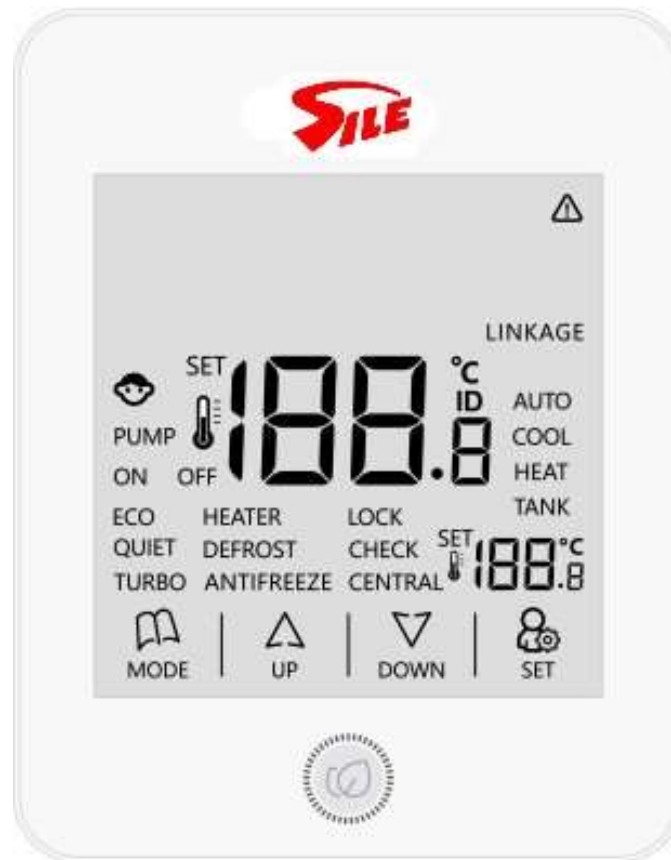 SILE
LINKAGE
SET 188.8 °C
ID
AUTO
PUMP
COOL
ON OFF
HEAT
TANK
ECO HEATER LOCK
QUIET DEFROST CHECK SET 188.8 °C
TURBO ANTIFREEZE CENTRAL
MODE UP DOWN SET